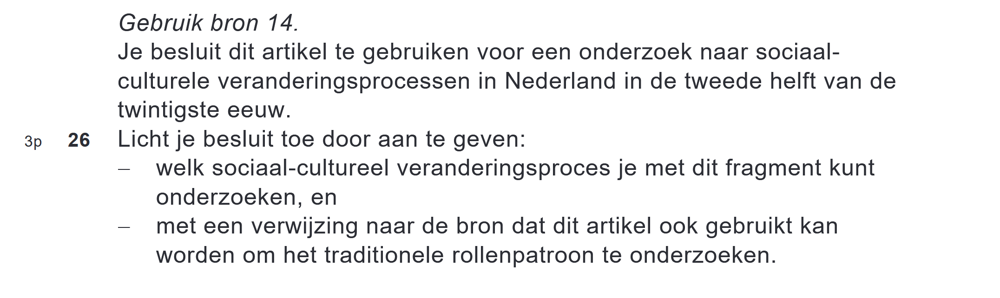 Gebruik bron 14.
Je besluit dit artikel te gebruiken voor een onderzoek naar sociaal-
culturele veranderingsprocessen in Nederland in de tweede helft van de
twintigste eeuw.
3p 26 Licht je besluit toe door aan te geven:
– welk sociaal-cultureel veranderingsproces je met dit fragment kunt
onderzoeken, en
– met een verwijzing naar de bron dat dit artikel ook gebruikt kan
worden om het traditionele rollenpatroon te onderzoeken.